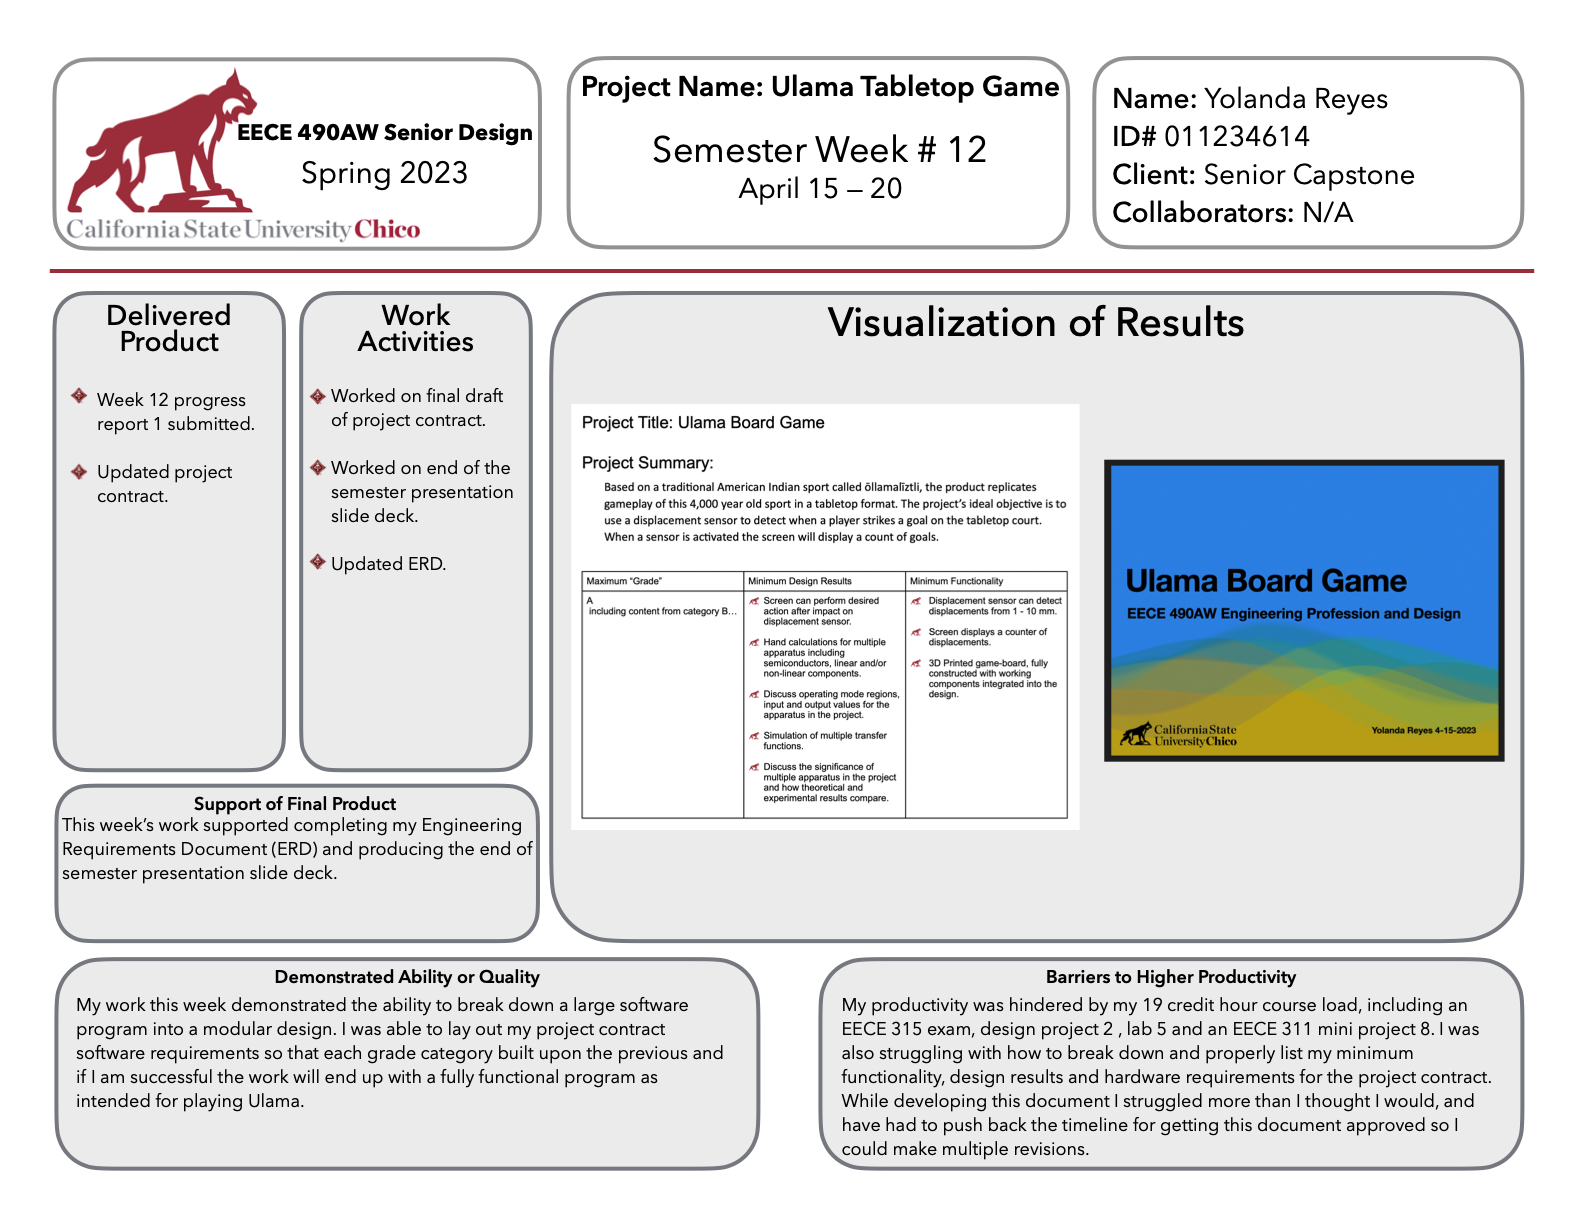 EECE 490AW Senior Design
Spring 2023
California State University Chico
Project Name: Ulama Tabletop Game
Semester Week # 12
April 15 – 20
Name: Yolanda Reyes
ID# 011234614
Client: Senior Capstone
Collaborators: N/A
Delivered
Product
Week 12 progress
report 1 submitted.
Updated project
contract.
Work
Activities
Worked on final draft
of project contract.
Worked on end of the
semester presentation
slide deck.
Updated ERD.
Visualization of Results
Project Title: Ulama Board Game
Project Summary:
Based on a traditional American Indian sport called ōllamalīztli, the product replicates
gameplay of this 4,000 year old sport in a tabletop format. The project's ideal objective is to
use a displacement sensor to detect when a player strikes a goal on the tabletop court.
When a sensor is activated the screen will display a count of goals.
Maximum "Grade"
Minimum Design Results
Minimum Functionality
A
including content from category B...
Screen can perform desired
action after impact on
displacement sensor.
Hand calculations for multiple
apparatus including
semiconductors, linear and/or
non-linear components.
Discuss operating mode regions,
input and output values for the
apparatus in the project.
Simulation of multiple transfer
functions.
Discuss the significance of
multiple apparatus in the project
and how theoretical and
experimental results compare.
Displacement sensor can detect
displacements from 1 - 10 mm.
Screen displays a counter of
displacements.
3D Printed game-board, fully
constructed with working
components integrated into the
design.
Ulama Board Game
EECE 490AW Engineering Profession and Design
California State
University Chico
Yolanda Reyes 4-15-2023
Support of Final Product
This week's work supported completing my Engineering
Requirements Document (ERD) and producing the end of
semester presentation slide deck.
Demonstrated Ability or Quality
My work this week demonstrated the ability to break down a large software
program into a modular design. I was able to lay out my project contract
software requirements so that each grade category built upon the previous and
if I am successful the work will end up with a fully functional program as
intended for playing Ulama.
Barriers to Higher Productivity
My productivity was hindered by my 19 credit hour course load, including an
EECE 315 exam, design project 2 , lab 5 and an EECE 311 mini project 8. I was
also struggling with how to break down and properly list my minimum
functionality, design results and hardware requirements for the project contract.
While developing this document I struggled more than I thought I would, and
have had to push back the timeline for getting this document approved so I
could make multiple revisions.